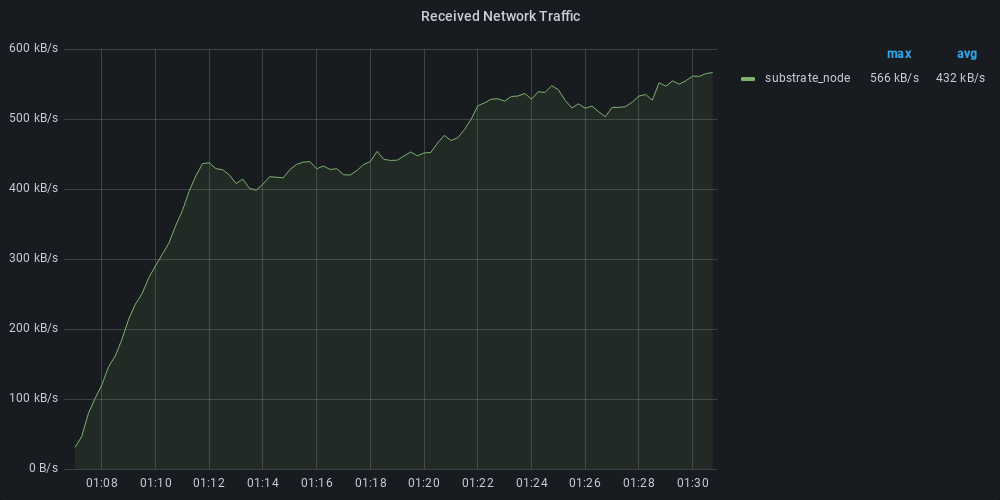 Received Network Traffic
600 kB/s
500 kB/s
400 kB/s
300 kB/s
200 kB/s
100 kB/s
0 B/s
01:08 01:10 01:12 01:14 01:16 01:18 01:20 01:22 01:24 01:26 01:28 01:30
max avg
substrate_node 566 kB/s 432 kB/s